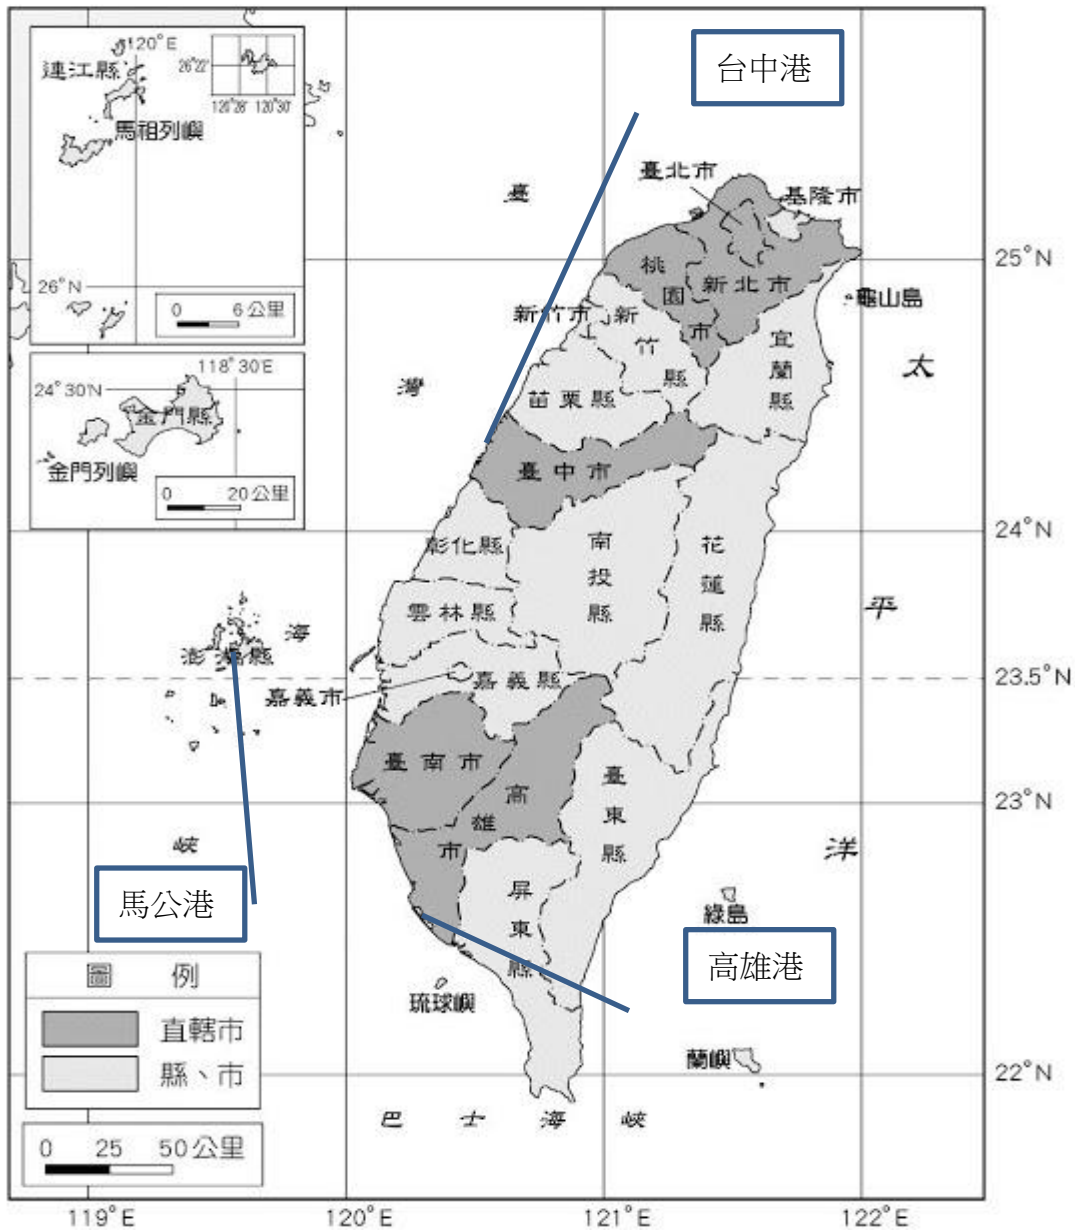 120°E
連江縣
26°22'
120°28' 120°30'
馬祖列嶼
26°N
0 6公里
118°30'E
24°30'N
金門縣
金門列嶼
0 20公里
台中港
臺北市
基隆市
臺
桃園市
新北市
25°N
龜山島
新竹市
新竹縣
宜蘭縣
太
灣
苗栗縣
臺中市
24°N
彰化縣
南投縣
花蓮縣
平
雲林縣
海
澎湖縣
嘉義市
嘉義縣
23.5°N
臺南市
高雄市
臺東縣
23°N
峽
洋
馬公港
屏東縣
綠島
高雄港
圖例
琉球嶼
直轄市
縣、市
蘭嶼
22°N
巴士海峽
0 25 50公里
119°E 120°E 121°E 122°E